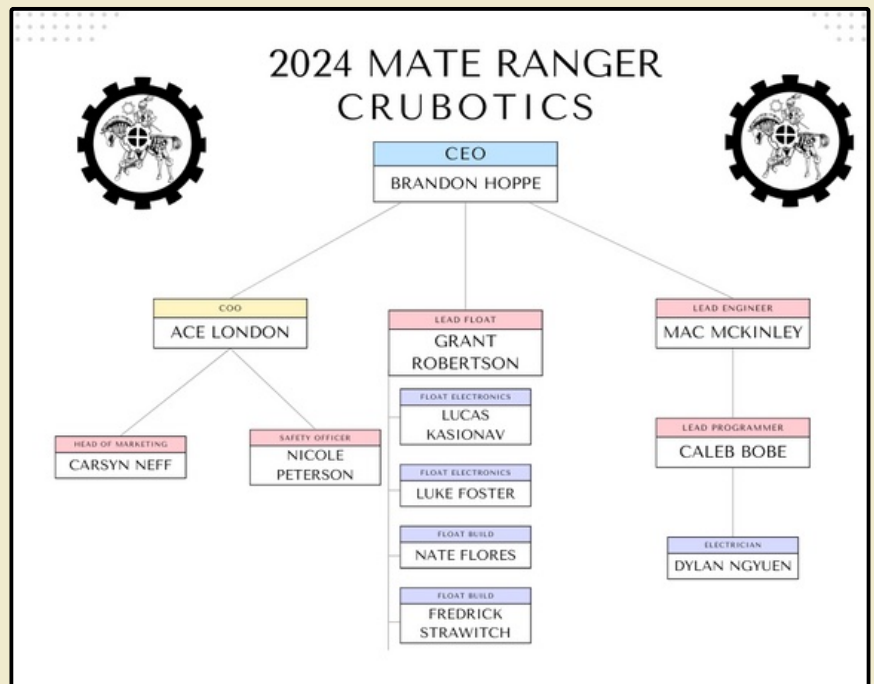 2024 MATE RANGER
CRUBOTICS
CEO
BRANDON HOPPE
COO
ACE LONDON
HEAD OF MARKETING
CARSYN NEFF
SAFETY OFFICER
NICOLE
PETERSON
LEAD FLOAT
GRANT
ROBERTSON
FLOAT ELECTRONICS
LUCAS
KASIONAV
FLOAT ELECTRONICS
LUKE FOSTER
FLOAT BUILD
NATE FLORES
FLOAT BUILD
FREDRICK
STRAWITCH
LEAD ENGINEER
MAC MCKINLEY
LEAD PROGRAMMER
CALEB BOBE
ELECTRICIAN
DYLAN NGYUEN